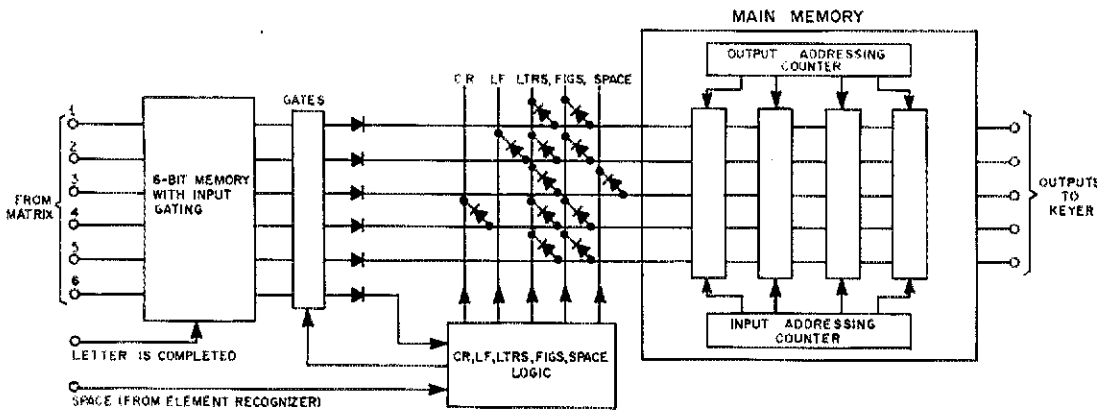 MAIN MEMORY
OUTPUT ADDRESSING
COUNTER
CR LF LTRS, FIGS, SPACE
GATES
1
2
3
4
5
6
FROM
MATRIX
6-BIT MEMORY
WITH INPUT
GATING
OUTPUTS
TO
KEYER
INPUT ADDRESSING
COUNTER
LETTER IS COMPLETED
CR, LF, LTRS, FIGS, SPACE
LOGIC
SPACE (FROM ELEMENT RECOGNIZER)